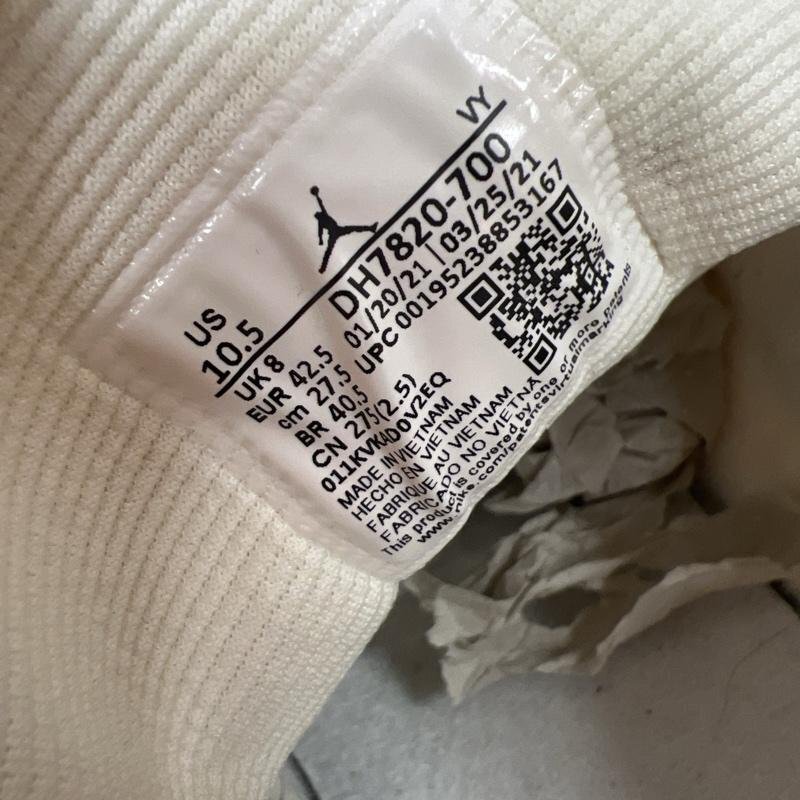 VY
US
10.5
DH7820-700
UK 8
01/20/21 | 03/25/21
EUR 42.5
UPC 00195238853167
cm 27.5
BR 40.5
CN 275(2.5)
011KVKAD0V2EQ
MADE IN VIETNAM
HECHO EN VIETNAM
FABRIQUE AU VIETNAM
FABRICADO NO VIETNÃ
This product is covered by one or more patents
www.nike.com/patentsvirtualmarking